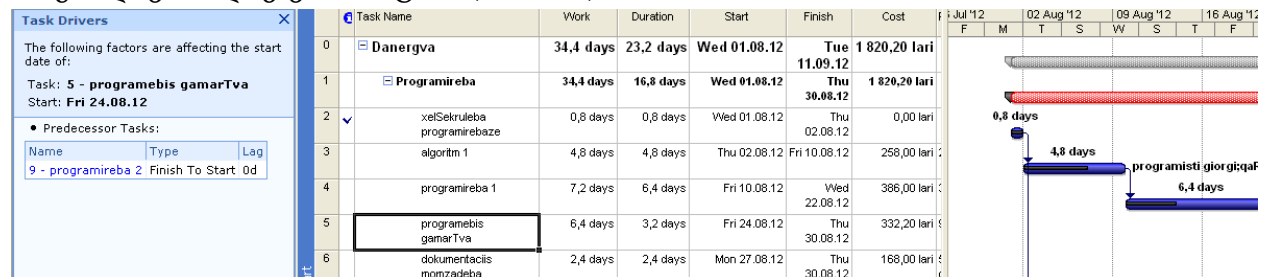 Task Drivers
The following factors are affecting the start
date of:
Task: 5 - programebis gamarTva
Start: Fri 24.08.12
• Predecessor Tasks:
Name Type Lag
9 - programireba 2 Finish To Start 0d
Task Name Work Duration Start Finish Cost
0 Danergva 34,4 days 23,2 days Wed 01.08.12 Tue 11.09.12 1 820,20 lari
1 Programireba 34,4 days 16,8 days Wed 01.08.12 Thu 30.08.12 1 820,20 lari
2 xelSekruleba programirebaze 0,8 days 0,8 days Wed 01.08.12 Thu 02.08.12 0,00 lari
3 algoritm 1 4,8 days 4,8 days Thu 02.08.12 Fri 10.08.12 258,00 lari
4 programireba 1 7,2 days 6,4 days Fri 10.08.12 Wed 22.08.12 386,00 lari
5 programebis gamarTva 6,4 days 3,2 days Fri 24.08.12 Thu 30.08.12 332,20 lari
6 dokumentaciis momzadeba 2,4 days 2,4 days Mon 27.08.12 Thu 30.08.12 168,00 lari
Jul '12 02 Aug '12 09 Aug '12 16 Aug '12
F M T S W S T F
0,8 days
4,8 days
programisti giorgi;qaR
6,4 days